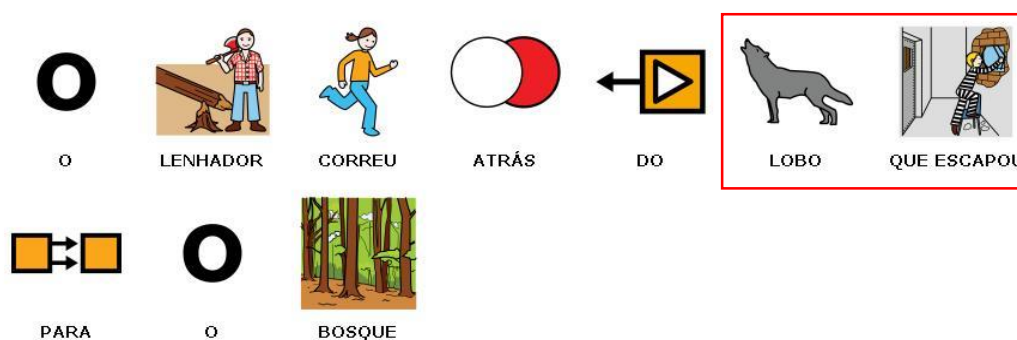 O LENHADOR CORREU ATRÁS DO LOBO QUE ESCAPOU
PARA O BOSQUE